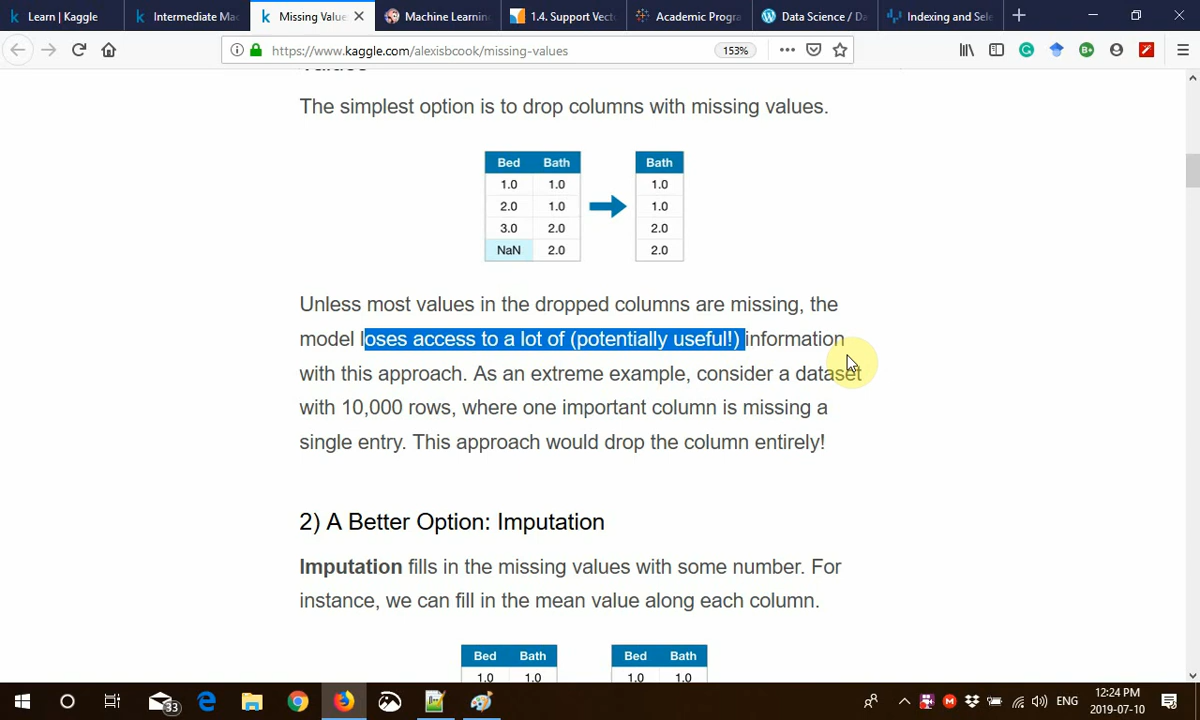 Learn | Kaggle
Intermediate Mac
Missing Value
Machine Learnin
1.4. Support Vect
Academic Progra
Data Science / Da
Indexing and Sel
https://www.kaggle.com/alexisbcook/missing-values
153%
The simplest option is to drop columns with missing values.
Bed Bath
1.0 1.0
2.0 1.0
3.0 2.0
NaN 2.0
Bath
1.0
1.0
2.0
2.0
Unless most values in the dropped columns are missing, the
model loses access to a lot of (potentially useful!) information
with this approach. As an extreme example, consider a dataset
with 10,000 rows, where one important column is missing a
single entry. This approach would drop the column entirely!
2) A Better Option: Imputation
Imputation fills in the missing values with some number. For
instance, we can fill in the mean value along each column.
Bed Bath
1.0 1.0
Bed Bath
1.0 1.0
33
ENG
12:24 PM
2019-07-10